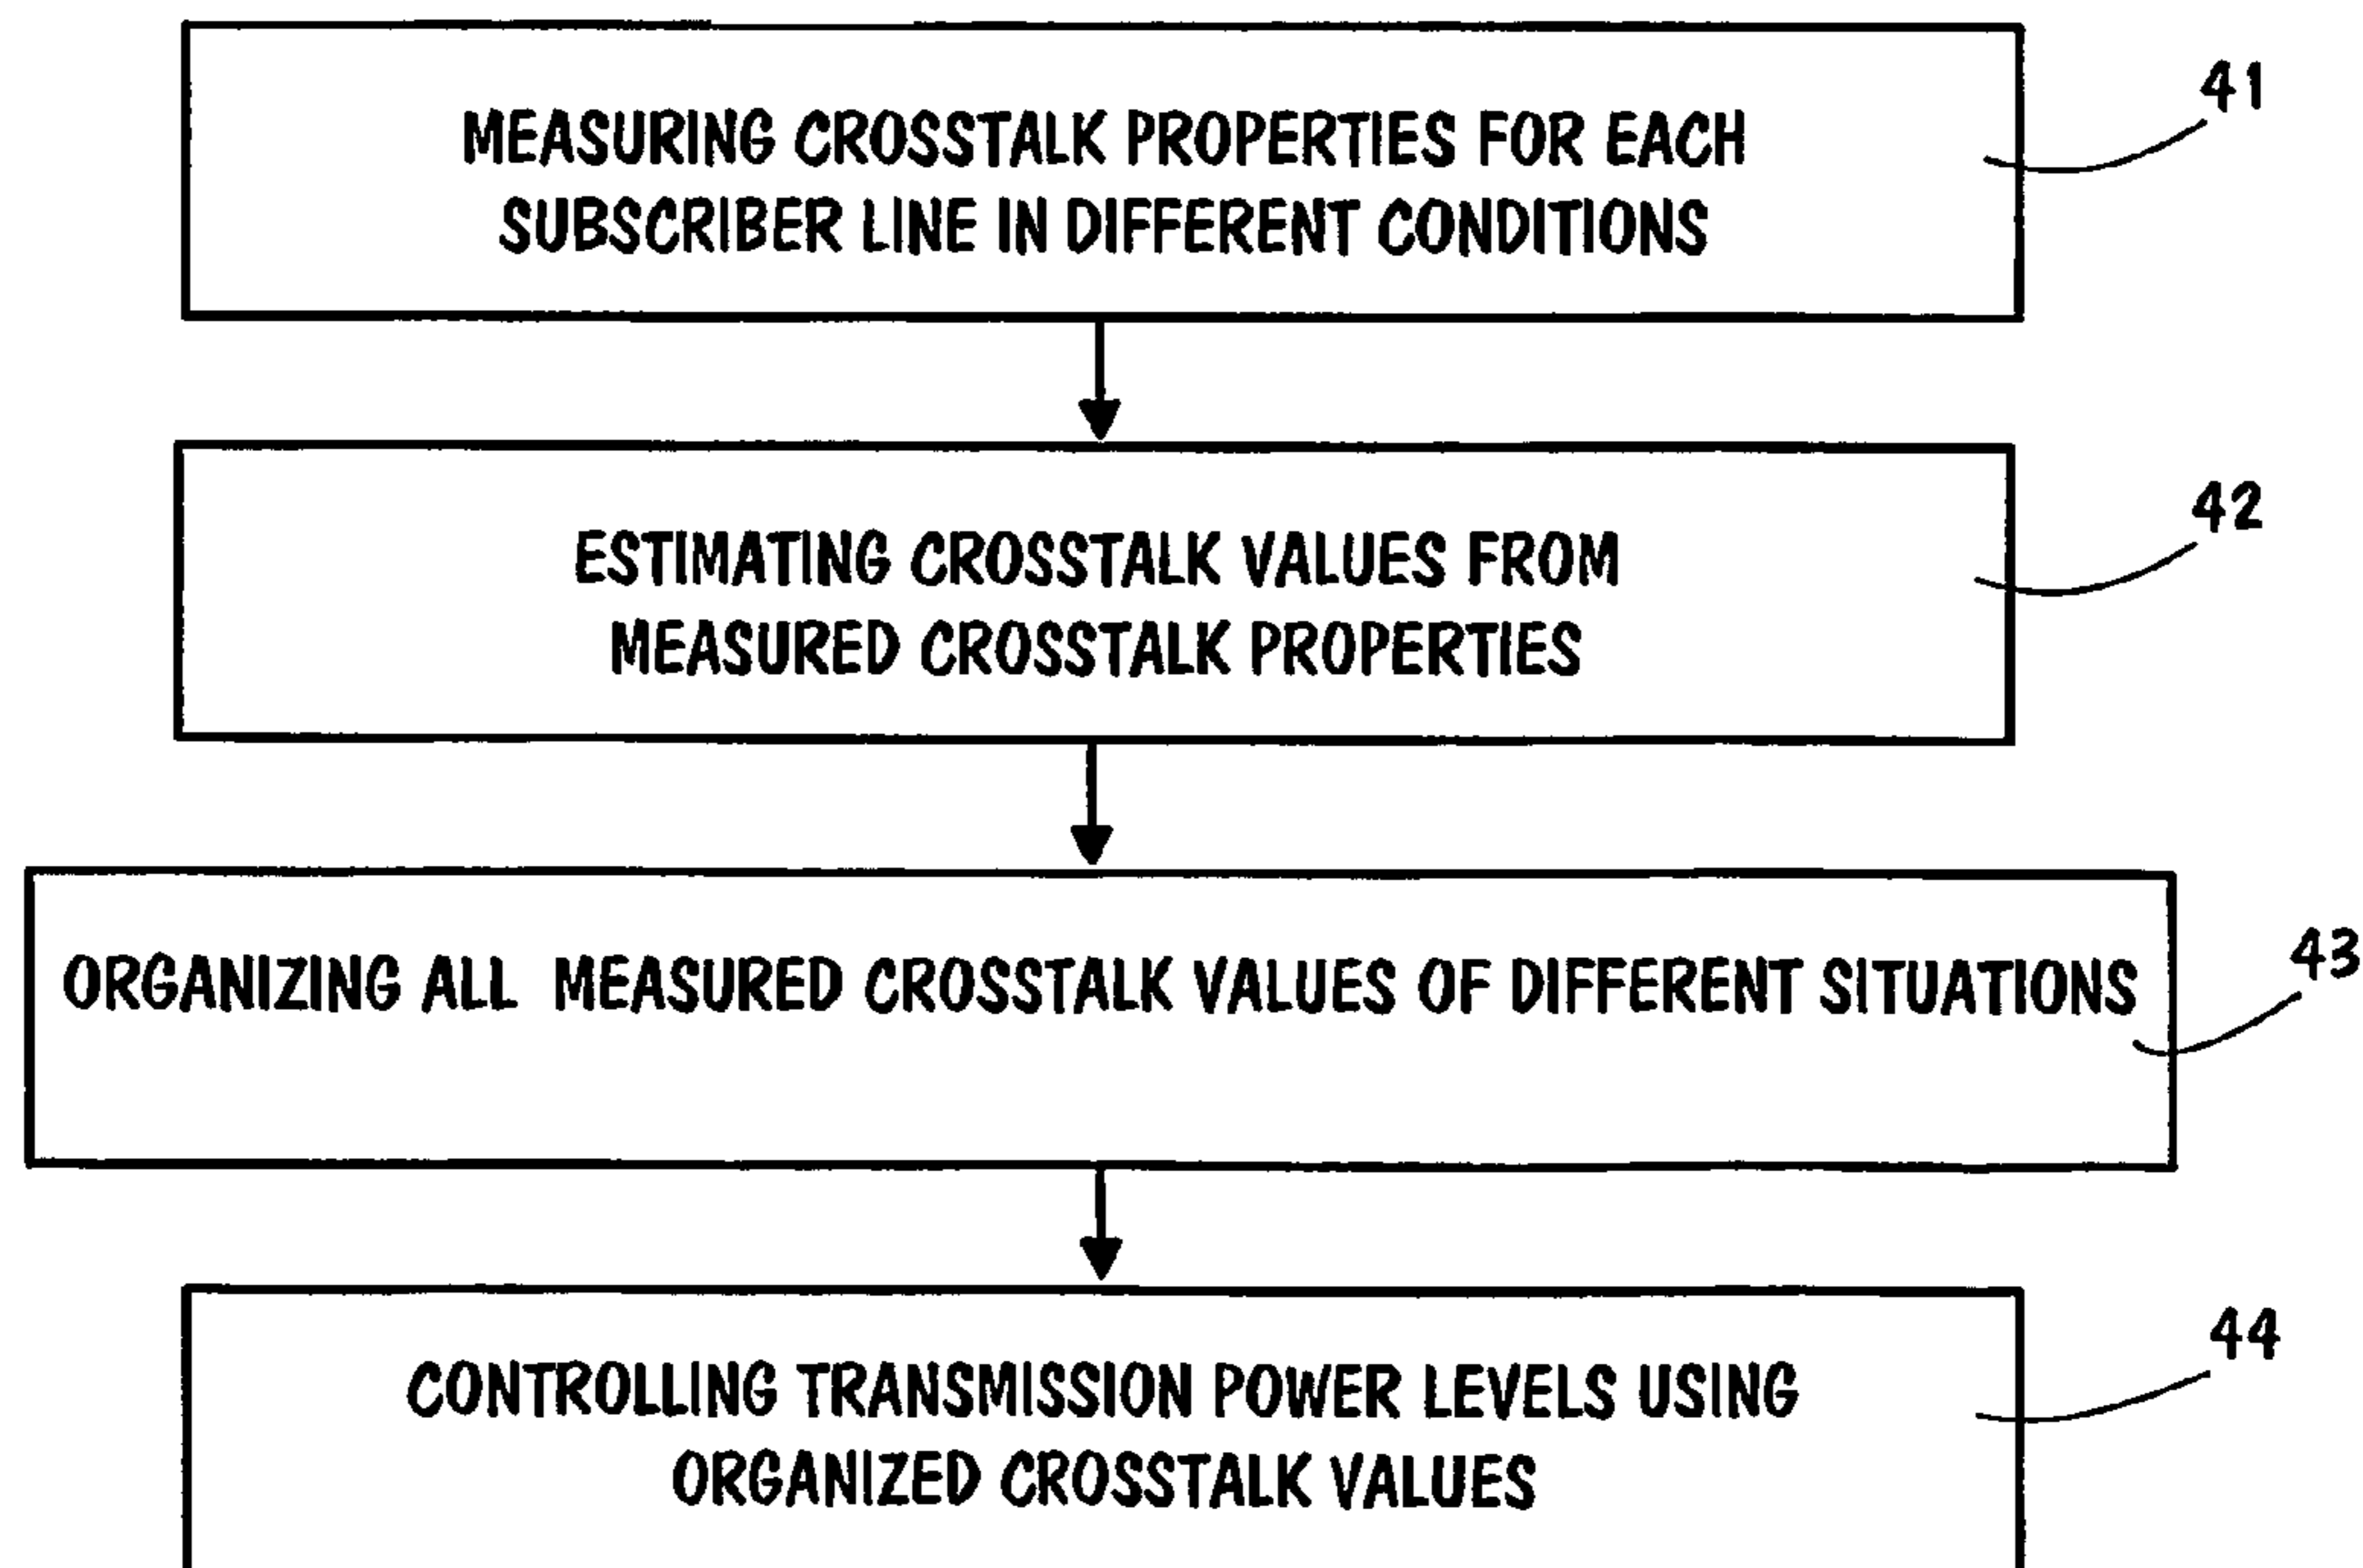 41
MEASURING CROSSTALK PROPERTIES FOR EACH
SUBSCRIBER LINE IN DIFFERENT CONDITIONS
42
ESTIMATING CROSSTALK VALUES FROM
MEASURED CROSSTALK PROPERTIES
43
ORGANIZING ALL MEASURED CROSSTALK VALUES OF DIFFERENT SITUATIONS
44
CONTROLLING TRANSMISSION POWER LEVELS USING
ORGANIZED CROSSTALK VALUES